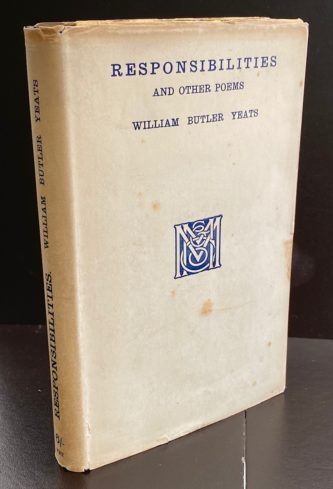 RESPONSIBILITIES
AND OTHER POEMS
WILLIAM BUTLER YEATS
RESPONSIBILITIES. WILLIAM BUTLER YEATS